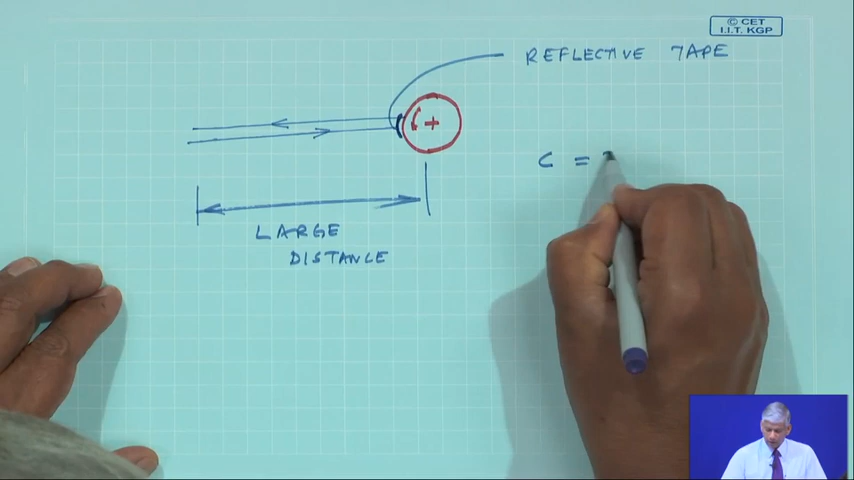 © CET
I.I.T. KGP
REFLECTIVE TAPE
C =
LARGE
DISTANCE